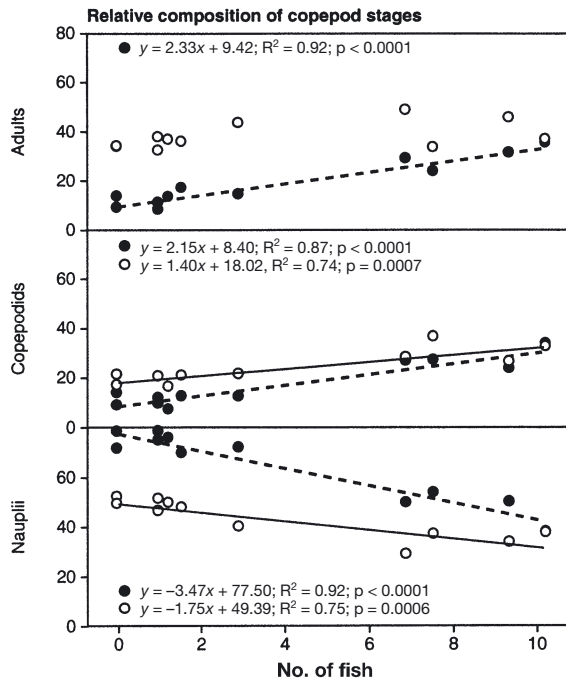 Relative composition of copepod stages
80
60
40
20
0
Adults
y = 2.33x + 9.42; R² = 0.92; p < 0.0001
80
60
40
20
0
Copepodids
y = 2.15x + 8.40; R² = 0.87; p < 0.0001
y = 1.40x + 18.02, R² = 0.74; p = 0.0007
60
40
20
0
Nauplii
y = –3.47x + 77.50; R² = 0.92; p < 0.0001
y = –1.75x + 49.39; R² = 0.75; p = 0.0006
0 2 4 6 8 10
No. of fish